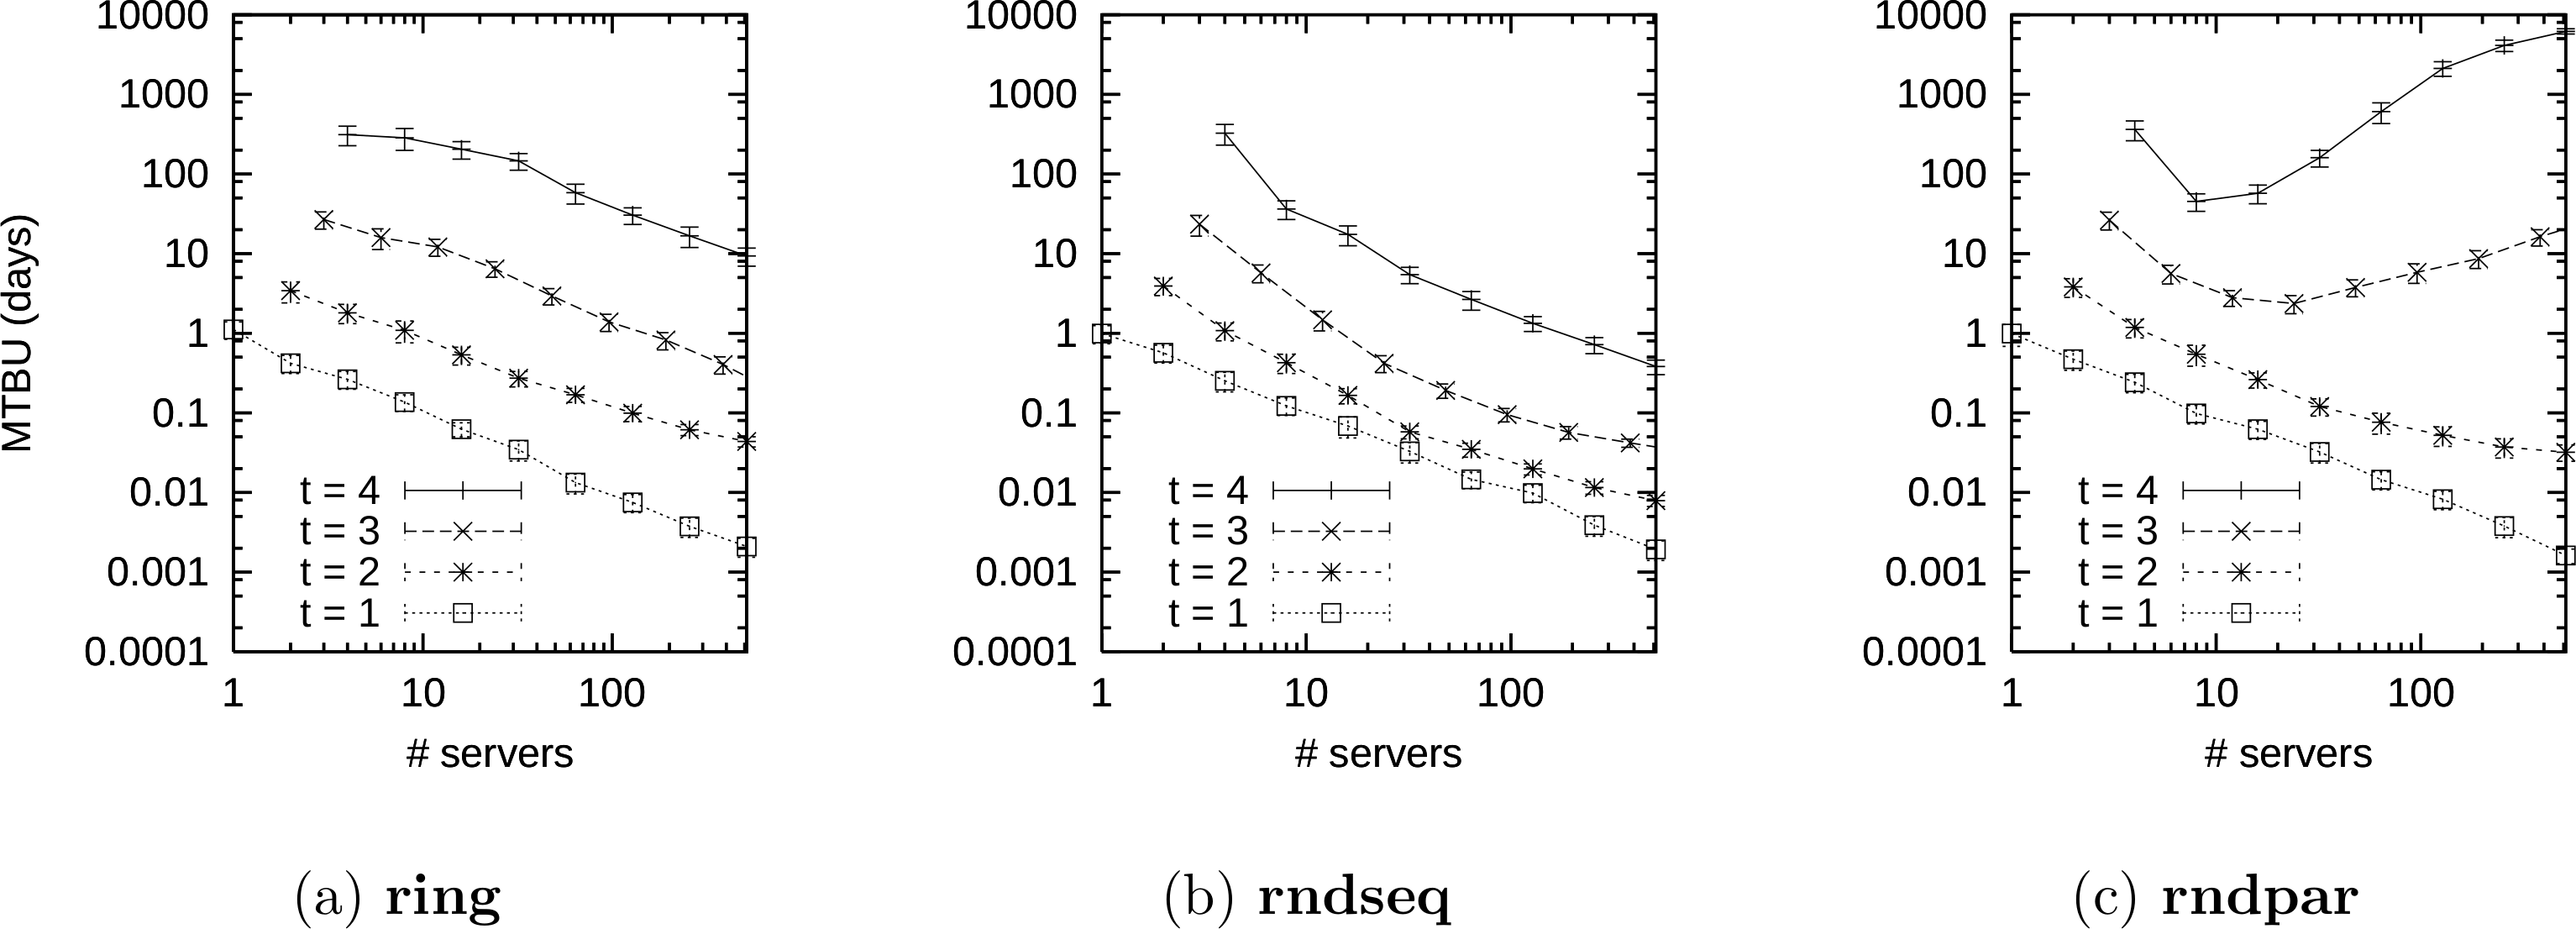 MTBU (days)
10000
1000
100
10
1
0.1
0.01
0.001
0.0001
t = 4
t = 3
t = 2
t = 1
1 10 100
# servers
(a) ring
10000
1000
100
10
1
0.1
0.01
0.001
0.0001
t = 4
t = 3
t = 2
t = 1
1 10 100
# servers
(b) rndseq
10000
1000
100
10
1
0.1
0.01
0.001
0.0001
t = 4
t = 3
t = 2
t = 1
1 10 100
# servers
(c) rndpar